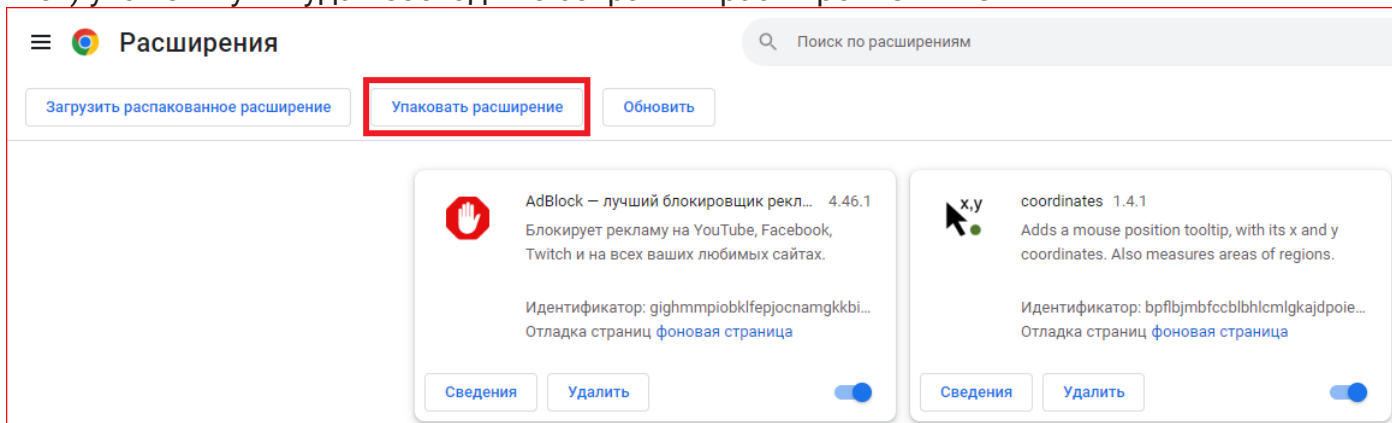 Расширения
Поиск по расширениям
Загрузить распакованное расширение Упаковать расширение Обновить
AdBlock — лучший блокировщик рекл... 4.46.1
Блокирует рекламу на YouTube, Facebook,
Twitch и на всех ваших любимых сайтах.
Идентификатор: gighmmpiobklfepjocnamgkkbi...
Отладка страниц фоновая страница
Сведения Удалить
x,y
coordinates 1.4.1
Adds a mouse position tooltip, with its x and y
coordinates. Also measures areas of regions.
Идентификатор: bpflbjmbfccblbhlcmlgkajdpoie...
Отладка страниц фоновая страница
Сведения Удалить